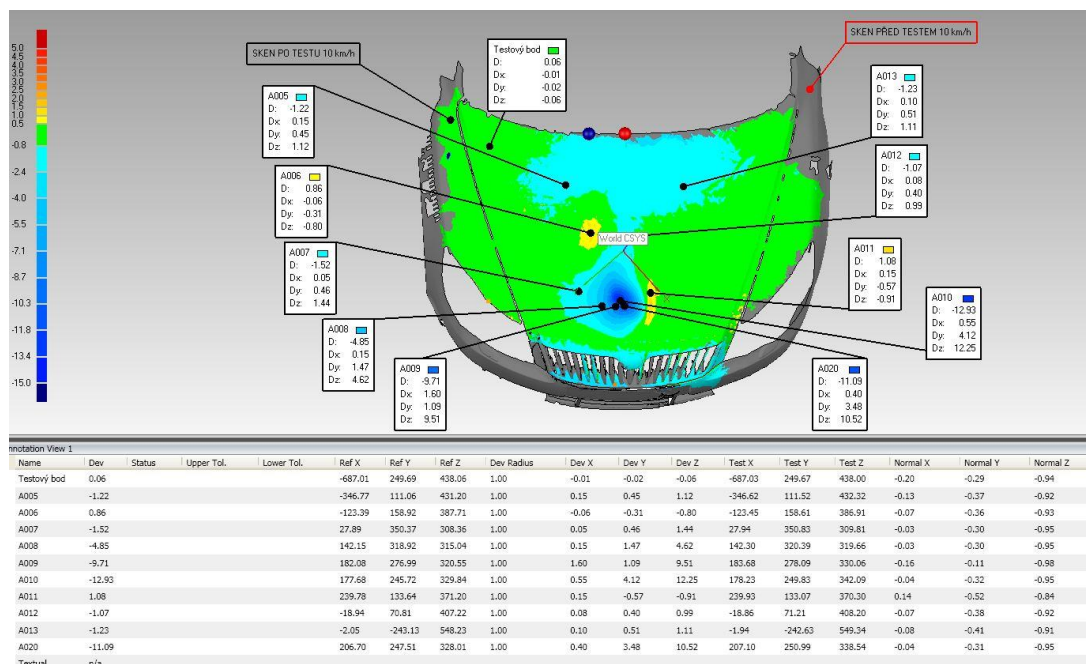 5.0
4.5
4.0
3.5
3.0
2.5
2.0
1.5
1.0
0.5
-0.8
-2.4
-4.0
-5.5
-7.1
-8.7
-10.3
-11.8
-13.4
-15.0
SKEN PO TESTU 10 km/h
Testový bod
D: 0.06
Dx: -0.01
Dy: -0.02
Dz: -0.06
SKEN PŘED TESTEM 10 km/h
A005
D: -1.22
Dx: 0.15
Dy: 0.45
Dz: 1.12
A013
D: -1.23
Dx: 0.10
Dy: 0.51
Dz: 1.11
A006
D: 0.86
Dx: -0.06
Dy: -0.31
Dz: -0.80
A012
D: -1.07
Dx: 0.08
Dy: 0.40
Dz: 0.99
World CSYS
A007
D: -1.52
Dx: 0.05
Dy: 0.46
Dz: 1.44
A011
D: 1.08
Dx: 0.15
Dy: -0.57
Dz: -0.91
A008
D: -4.85
Dx: 0.15
Dy: 1.47
Dz: 4.62
A010
D: -12.93
Dx: 0.55
Dy: 4.12
Dz: 12.25
A009
D: -9.71
Dx: 1.60
Dy: 1.09
Dz: 9.51
A020
D: -11.09
Dx: 0.40
Dy: 3.48
Dz: 10.52
nnotation View 1
Name Dev Status Upper Tol. Lower Tol. Ref X Ref Y Ref Z Dev Radius Dev X Dev Y Dev Z Test X Test Y Test Z Normal X Normal Y Normal Z
Testový bod 0.06 -687.01 249.69 438.06 1.00 -0.01 -0.02 -0.06 -687.03 249.67 438.00 -0.20 -0.29 -0.94
A005 -1.22 -346.77 111.06 431.20 1.00 0.15 0.45 1.12 -346.62 111.52 432.32 -0.13 -0.37 -0.92
A006 0.86 -123.39 158.92 387.71 1.00 -0.06 -0.31 -0.80 -123.45 158.61 386.91 -0.07 -0.36 -0.93
A007 -1.52 27.89 350.37 308.36 1.00 0.05 0.46 1.44 27.94 350.83 309.81 -0.03 -0.30 -0.95
A008 -4.85 142.15 318.92 315.04 1.00 0.15 1.47 4.62 142.30 320.39 319.66 -0.03 -0.30 -0.95
A009 -9.71 182.08 276.99 320.55 1.00 1.60 1.09 9.51 183.68 278.09 330.06 -0.16 -0.11 -0.98
A010 -12.93 177.68 245.72 329.84 1.00 0.55 4.12 12.25 178.23 249.83 342.09 -0.04 -0.32 -0.95
A011 1.08 239.78 133.64 371.20 1.00 0.15 -0.57 -0.91 239.93 133.07 370.30 0.14 -0.52 -0.84
A012 -1.07 -18.94 70.81 407.22 1.00 0.08 0.40 0.99 -18.86 71.21 408.20 -0.07 -0.38 -0.92
A013 -1.23 -2.05 -243.13 548.23 1.00 0.10 0.51 1.11 -1.94 -242.63 549.34 -0.08 -0.41 -0.91
A020 -11.09 206.70 247.51 328.01 1.00 0.40 3.48 10.52 207.10 250.99 338.54 -0.04 -0.31 -0.95
Textual n/a